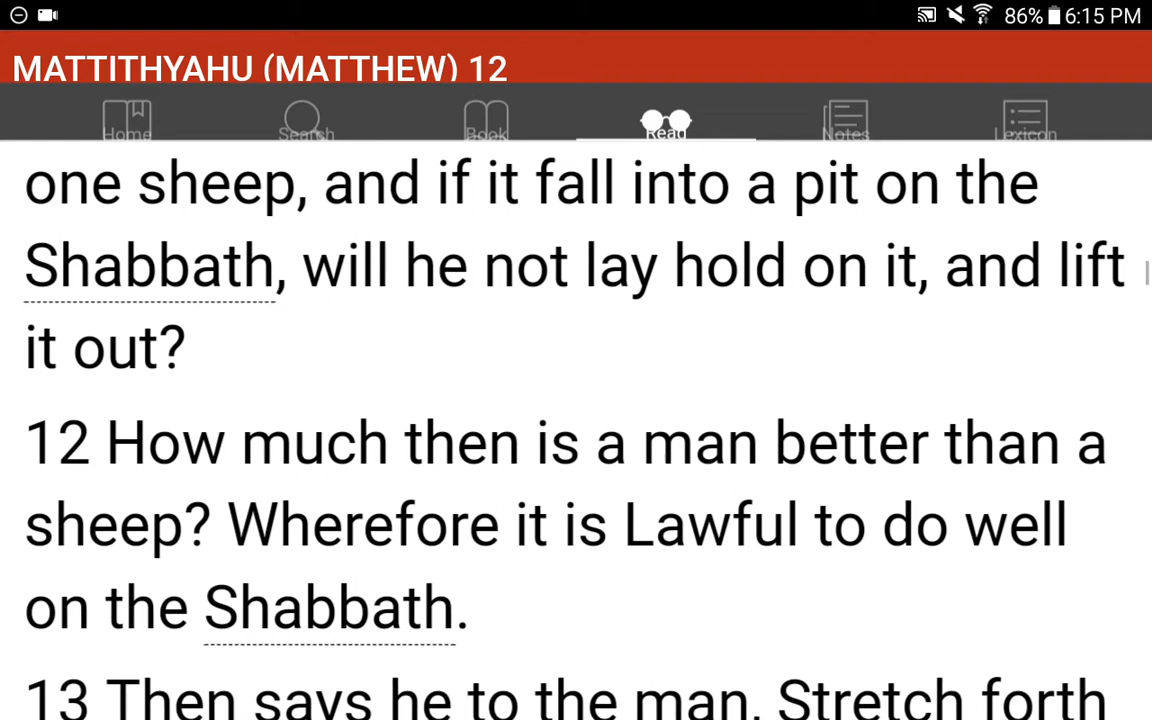 86% 6:15 PM
MATTITHYAHU (MATTHEW) 12
Home Search Book Read Notes Lexicon
one sheep, and if it fall into a pit on the
Shabbath, will he not lay hold on it, and lift
it out?
12 How much then is a man better than a
sheep? Wherefore it is Lawful to do well
on the Shabbath.
13 Then says he to the man, Stretch forth